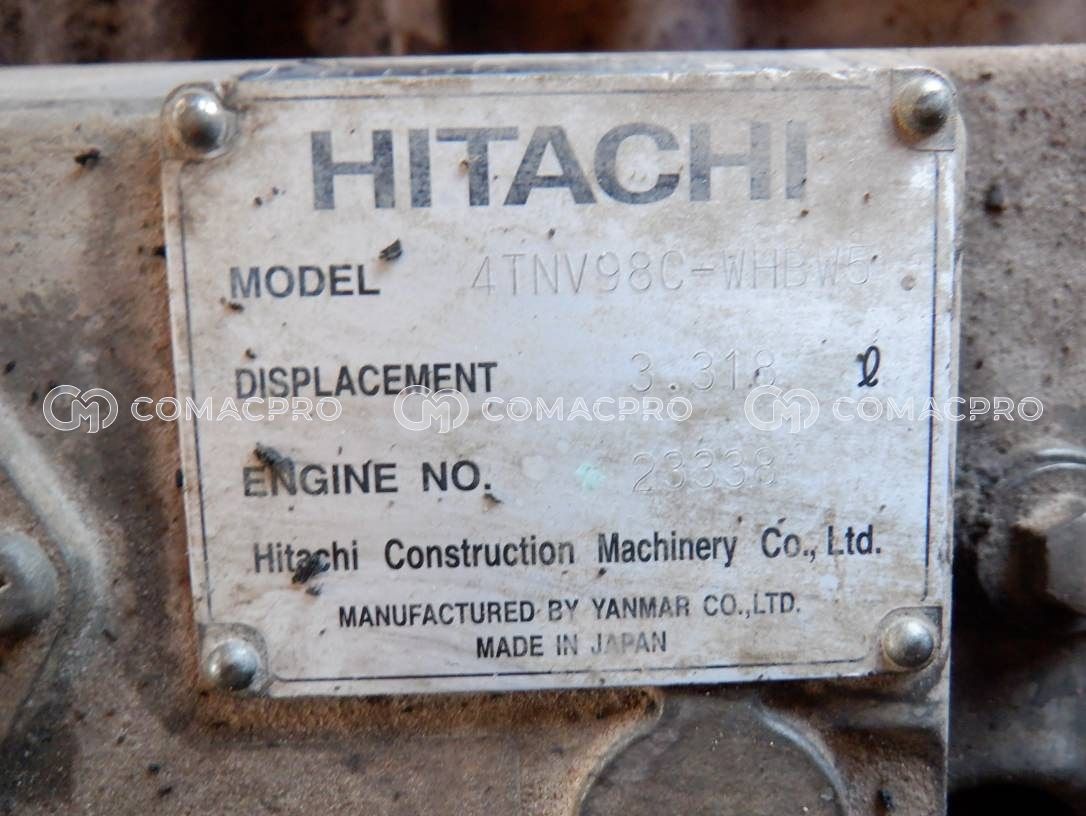 HITACHI
MODEL 4TNV98C-WHBW5
DISPLACEMENT 3.318 ℓ
COMACPRO COMACPRO COMACPRO
ENGINE NO. 23338
Hitachi Construction Machinery Co., Ltd.
MANUFACTURED BY YANMAR CO.,LTD.
MADE IN JAPAN